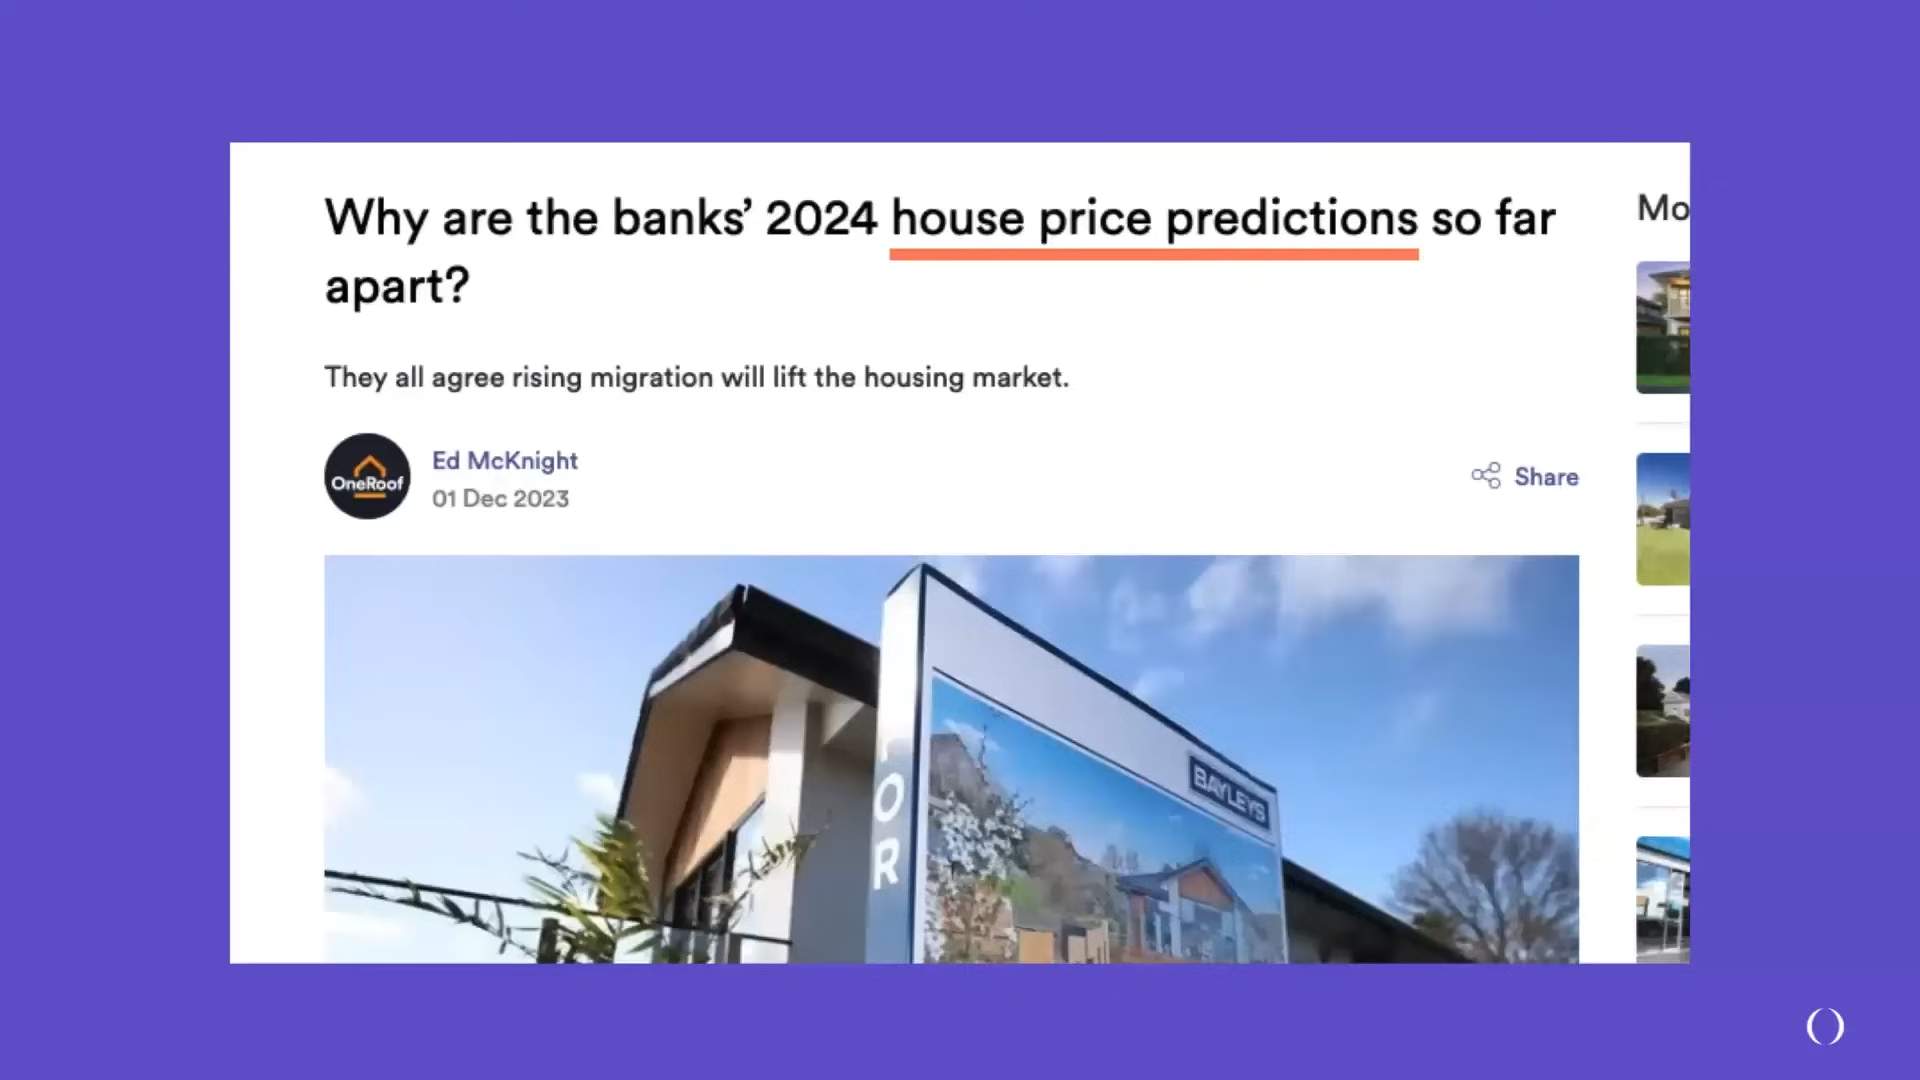 Why are the banks’ 2024 house price predictions so far
apart?
Mo
They all agree rising migration will lift the housing market.
OneRoof
Ed McKnight
01 Dec 2023
Share
OR
BAYLEYS